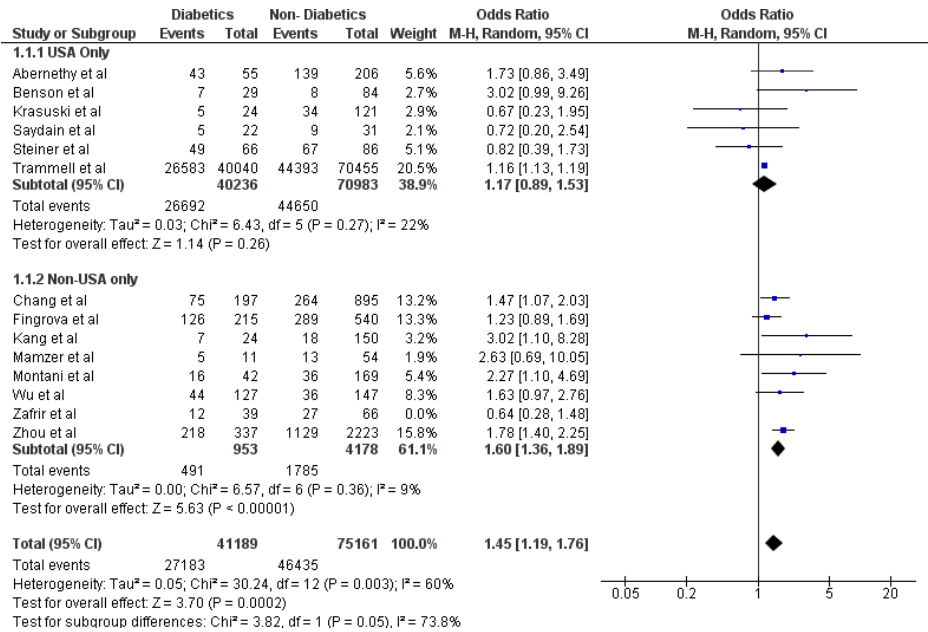 Diabetics Non- Diabetics Odds Ratio Odds Ratio
Study or Subgroup Events Total Events Total Weight M-H, Random, 95% CI M-H, Random, 95% CI
1.1.1 USA Only
Abernethy et al 43 55 139 206 5.6% 1.73 [0.86, 3.49]
Benson et al 7 29 8 84 2.7% 3.02 [0.99, 9.26]
Krasuski et al 5 24 34 121 2.9% 0.67 [0.23, 1.95]
Saydain et al 5 22 9 31 2.1% 0.72 [0.20, 2.54]
Steiner et al 49 66 67 86 5.1% 0.82 [0.39, 1.73]
Trammell et al 26583 40040 44393 70455 20.5% 1.16 [1.13, 1.19]
Subtotal (95% CI) 40236 70983 38.9% 1.17 [0.89, 1.53]
Total events 26692 44650
Heterogeneity: Tau² = 0.03; Chi² = 6.43, df = 5 (P = 0.27); I² = 22%
Test for overall effect: Z = 1.14 (P = 0.26)
1.1.2 Non-USA only
Chang et al 75 197 264 895 13.2% 1.47 [1.07, 2.03]
Fingrova et al 126 215 289 540 13.3% 1.23 [0.89, 1.69]
Kang et al 7 24 18 150 3.2% 3.02 [1.10, 8.28]
Mamzer et al 5 11 13 54 1.9% 2.63 [0.69, 10.05]
Montani et al 16 42 36 169 5.4% 2.27 [1.10, 4.69]
Wu et al 44 127 36 147 8.3% 1.63 [0.97, 2.76]
Zafrir et al 12 39 27 66 0.0% 0.64 [0.28, 1.48]
Zhou et al 218 337 1129 2223 15.8% 1.78 [1.40, 2.25]
Subtotal (95% CI) 953 4178 61.1% 1.60 [1.36, 1.89]
Total events 491 1785
Heterogeneity: Tau² = 0.00; Chi² = 6.57, df = 6 (P = 0.36); I² = 9%
Test for overall effect: Z = 5.63 (P < 0.00001)
Total (95% CI) 41189 75161 100.0% 1.45 [1.19, 1.76]
Total events 27183 46435
Heterogeneity: Tau² = 0.05; Chi² = 30.24, df = 12 (P = 0.003); I² = 60%
Test for overall effect: Z = 3.70 (P = 0.0002)
Test for subgroup differences: Chi² = 3.82, df = 1 (P = 0.05), I² = 73.8%
0.05 0.2 1 5 20